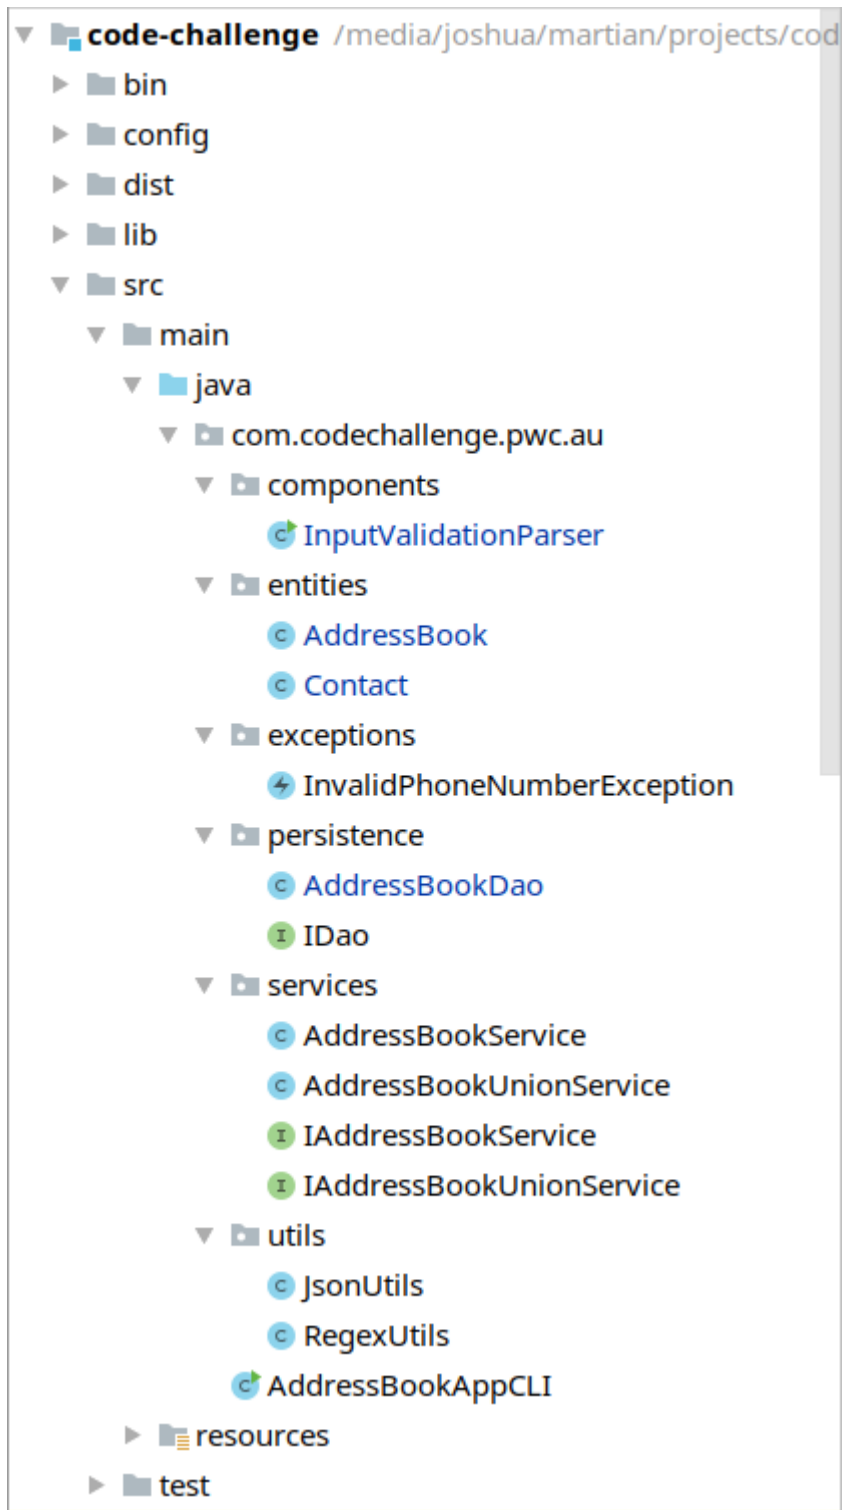 code-challenge /media/joshua/martian/projects/cod
bin
config
dist
lib
src
main
java
com.codechallenge.pwc.au
components
InputValidationParser
entities
AddressBook
Contact
exceptions
InvalidPhoneNumberException
persistence
AddressBookDao
IDao
services
AddressBookService
AddressBookUnionService
IAddressBookService
IAddressBookUnionService
utils
JsonUtils
RegexUtils
AddressBookAppCLI
resources
test